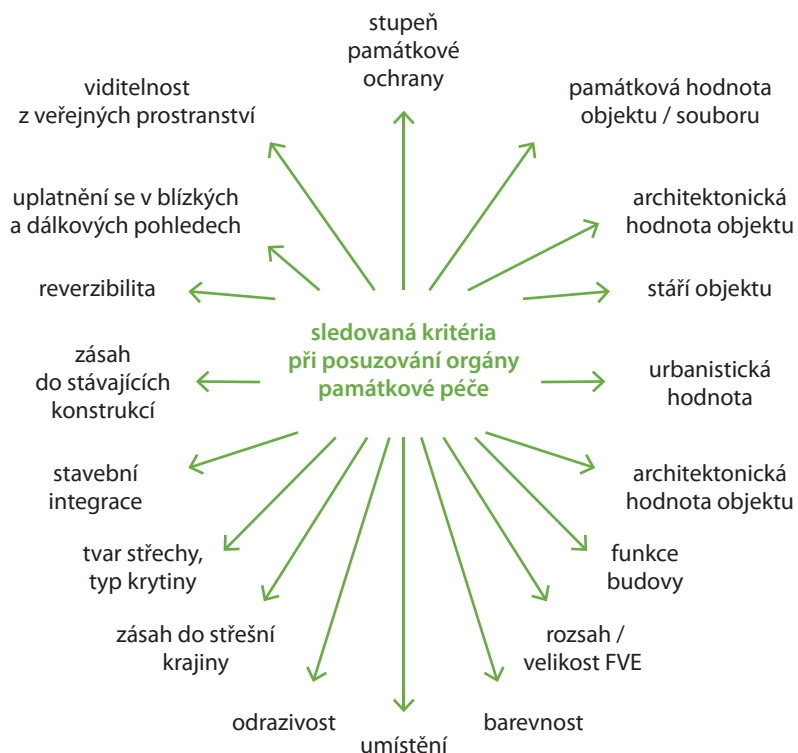 stupeň
památkové
ochrany
viditelnost
z veřejných prostranství
památková hodnota
objektu / souboru
uplatnění se v blízkých
a dálkových pohledech
architektonická
hodnota objektu
reverzibilita
stáří objektu
sledovaná kritéria
při posuzování orgány
památkové péče
zásah
do stávajících
konstrukcí
urbanistická
hodnota
stavební
integrace
architektonická
hodnota objektu
tvar střechy,
typ krytiny
funkce
budovy
zásah do střešní
krajiny
rozsah /
velikost FVE
odrazivost
umístění
barevnost